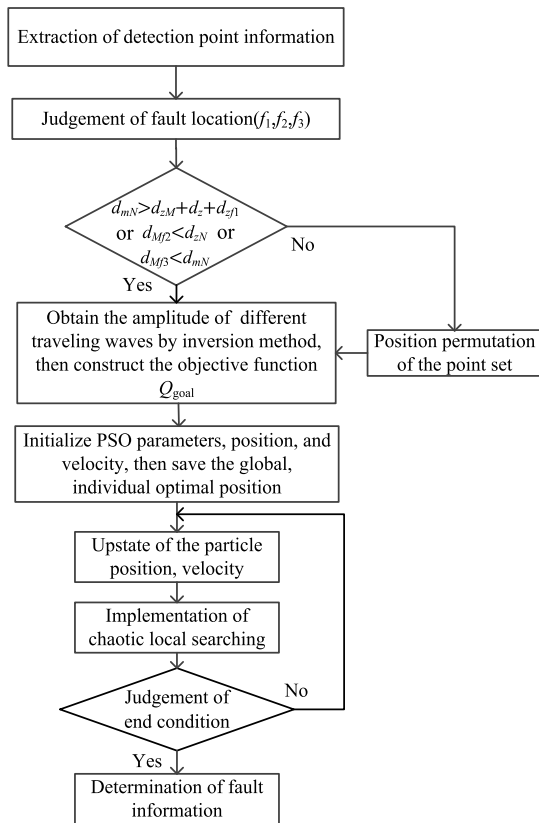 Extraction of detection point information
Judgement of fault location(f1,f2,f3)
dmN>dzM+dz+dzf1
or dMf2<dzN or
dMf3<dmN
No
Yes
Obtain the amplitude of different
traveling waves by inversion method,
then construct the objective function
Qgoal
Position permutation
of the point set
Initialize PSO parameters, position, and
velocity, then save the global,
individual optimal position
Upstate of the particle
position, velocity
Implementation of
chaotic local searching
Judgement of
end condition
No
Yes
Determination of fault
information